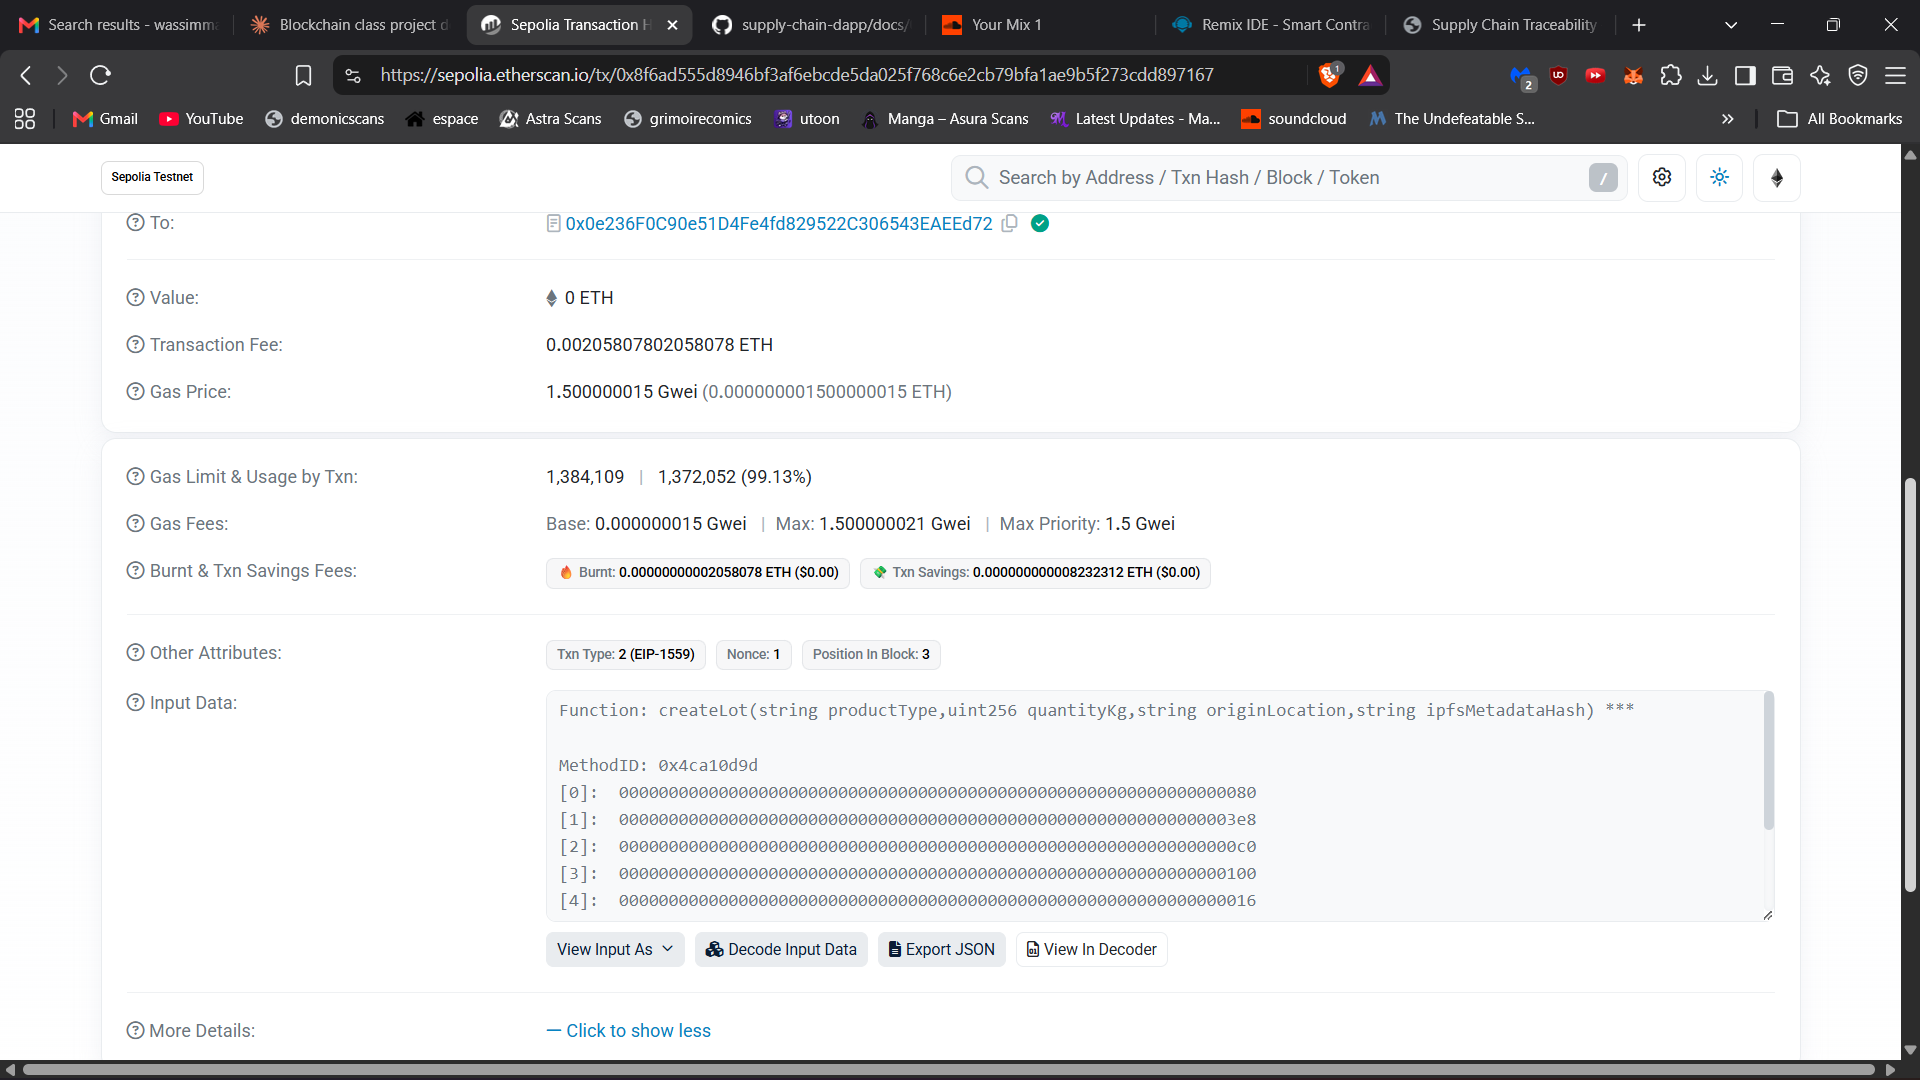 Search results - wassimma
Blockchain class project d
Sepolia Transaction H
supply-chain-dapp/docs/
Your Mix 1
Remix IDE - Smart Contra
Supply Chain Traceability
https://sepolia.etherscan.io/tx/0x8f6ad555d8946bf3af6ebcde5da025f768c6e2cb79bfa1ae9b5f273cdd897167
1
2
Gmail
YouTube
demonicscans
espace
Astra Scans
grimoirecomics
utoon
Manga – Asura Scans
Latest Updates - Ma...
soundcloud
The Undefeatable S...
All Bookmarks
Sepolia Testnet
Search by Address / Txn Hash / Block / Token
/
To:
0x0e236F0C90e51D4Fe4fd829522C306543EAEEd72
Value:
0 ETH
Transaction Fee:
0.00205807802058078 ETH
Gas Price:
1.500000015 Gwei (0.000000001500000015 ETH)
Gas Limit & Usage by Txn:
1,384,109 | 1,372,052 (99.13%)
Gas Fees:
Base: 0.000000015 Gwei | Max: 1.500000021 Gwei | Max Priority: 1.5 Gwei
Burnt & Txn Savings Fees:
Burnt: 0.00000000002058078 ETH ($0.00)
Txn Savings: 0.000000000008232312 ETH ($0.00)
Other Attributes:
Txn Type: 2 (EIP-1559)
Nonce: 1
Position In Block: 3
Input Data:
Function: createLot(string productType,uint256 quantityKg,string originLocation,string ipfsMetadataHash) ***
MethodID: 0x4ca10d9d
[0]: 0000000000000000000000000000000000000000000000000000000000000080
[1]: 00000000000000000000000000000000000000000000000000000000000003e8
[2]: 00000000000000000000000000000000000000000000000000000000000000c0
[3]: 0000000000000000000000000000000000000000000000000000000000000100
[4]: 0000000000000000000000000000000000000000000000000000000000000016
View Input As
Decode Input Data
Export JSON
View In Decoder
More Details:
— Click to show less